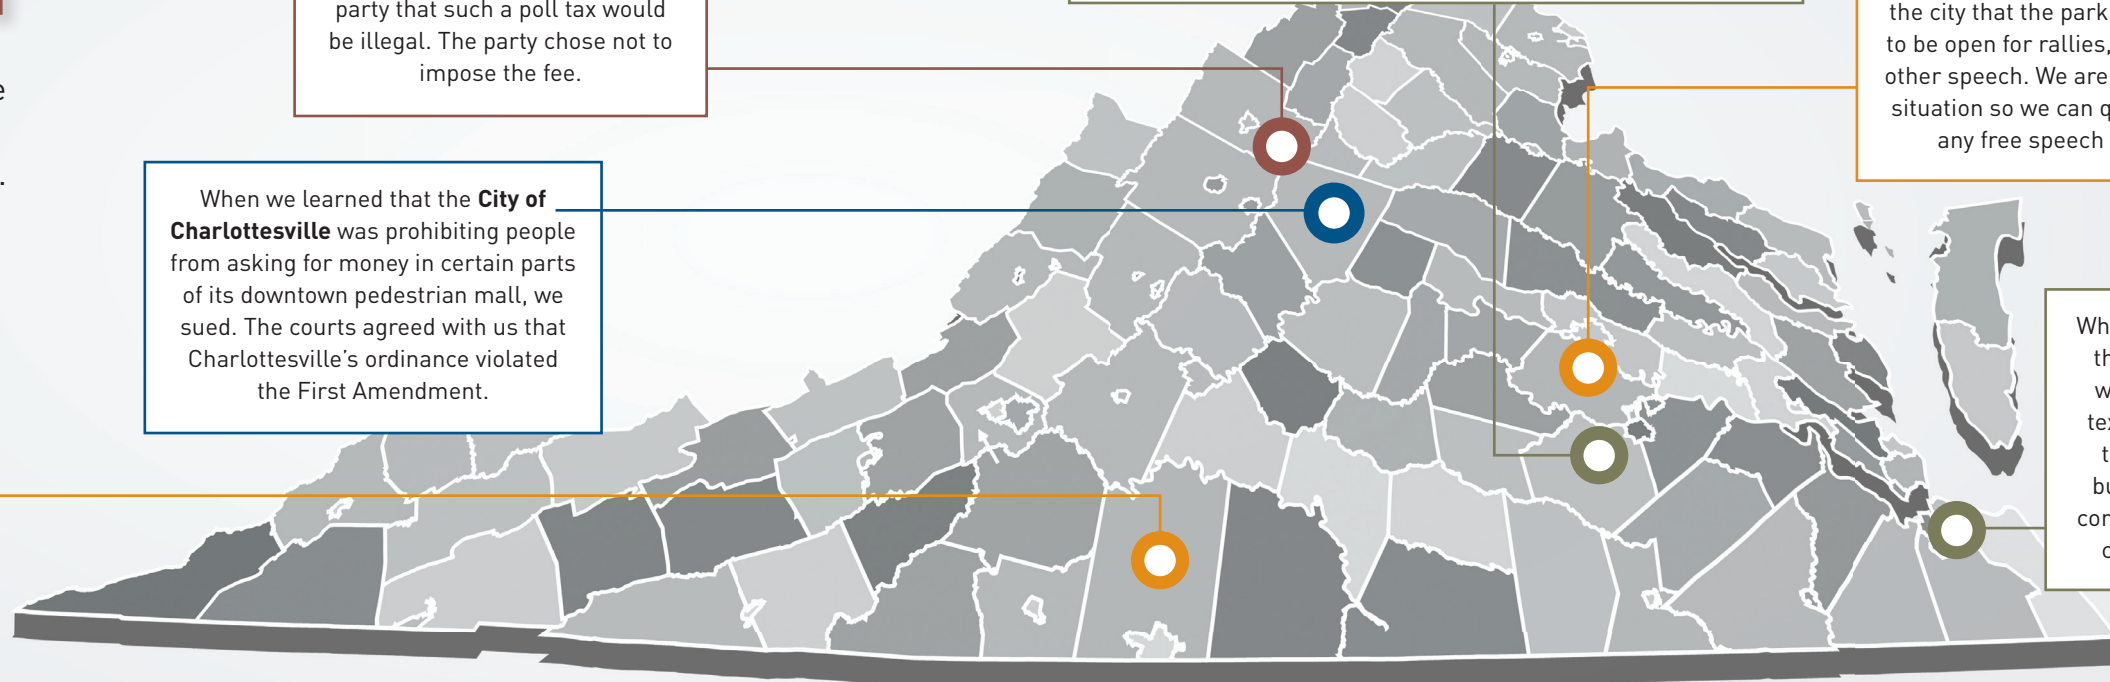 party that such a poll tax would
be illegal. The party chose not to
impose the fee.
When we learned that the City of
Charlottesville was prohibiting people
from asking for money in certain parts
of its downtown pedestrian mall, we
sued. The courts agreed with us that
Charlottesville's ordinance violated
the First Amendment.
the city that the park
to be open for rallies,
other speech. We are
situation so we can
any free speech